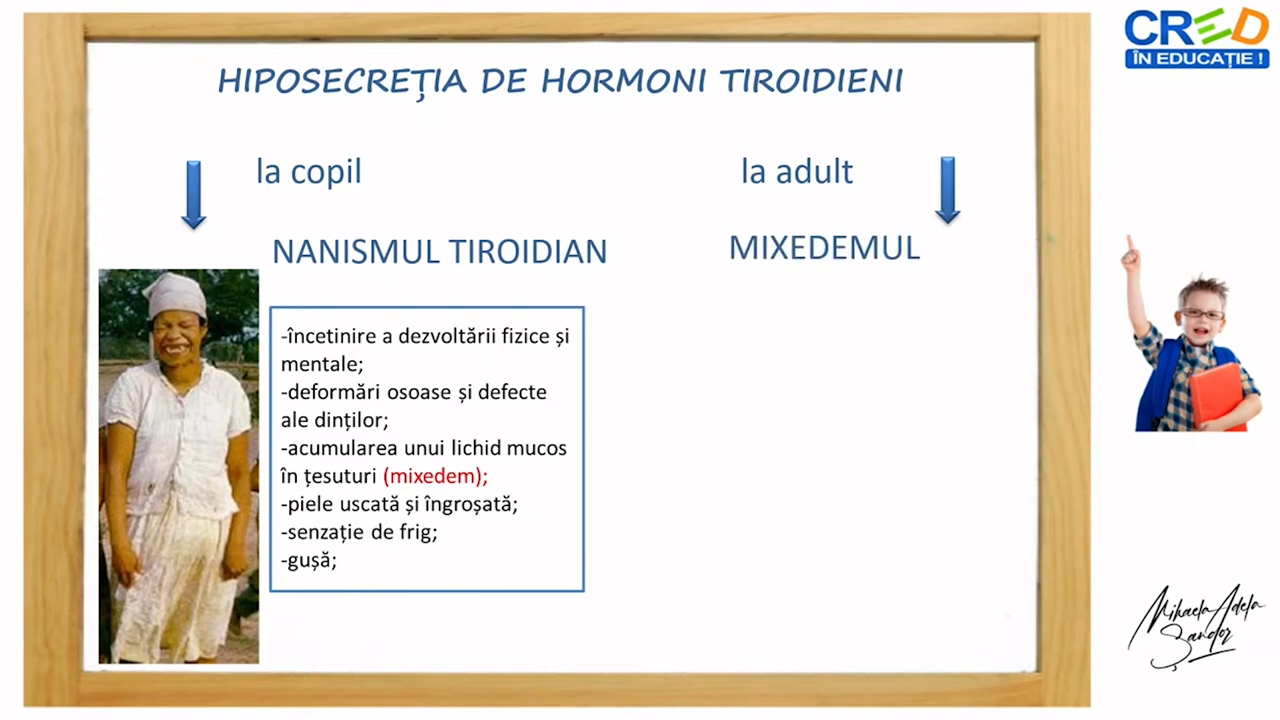 CRED
ÎN EDUCAȚIE !
HIPOSECREȚIA DE HORMONI TIROIDIENI
la copil
la adult
NANISMUL TIROIDIAN
MIXEDEMUL
-încetinire a dezvoltării fizice și
mentale;
-deformări osoase și defecte
ale dinților;
-acumularea unui lichid mucos
în țesuturi (mixedem);
-piele uscată și îngroșată;
-senzație de frig;
-gușă;
Mihaela Adela
Șandor